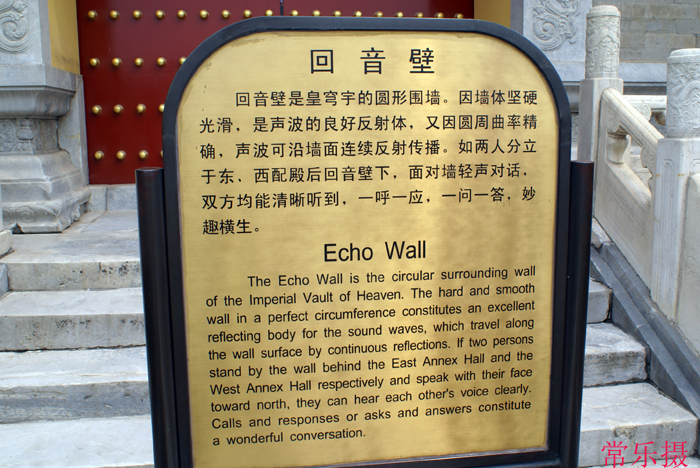 回音壁
回音壁是皇穹宇的圆形围墙。因墙体坚硬
光滑，是声波的良好反射体，又因圆周曲率精
确，声波可沿墙面连续反射传播。如两人分立
于东、西配殿后回音壁下，面对墙轻声对话，
双方均能清晰听到，一呼一应，一问一答，妙
趣横生。
Echo Wall
The Echo Wall is the circular surrounding wall
of the Imperial Vault of Heaven. The hard and smooth
wall in a perfect circumference constitutes an excellent
reflecting body for the sound waves, which travel along
the wall surface by continuous reflections. If two persons
stand by the wall behind the East Annex Hall and the
West Annex Hall respectively and speak with their face
toward north, they can hear each other's voice clearly.
Calls and responses or asks and answers constitute
a wonderful conversation.
常乐摄